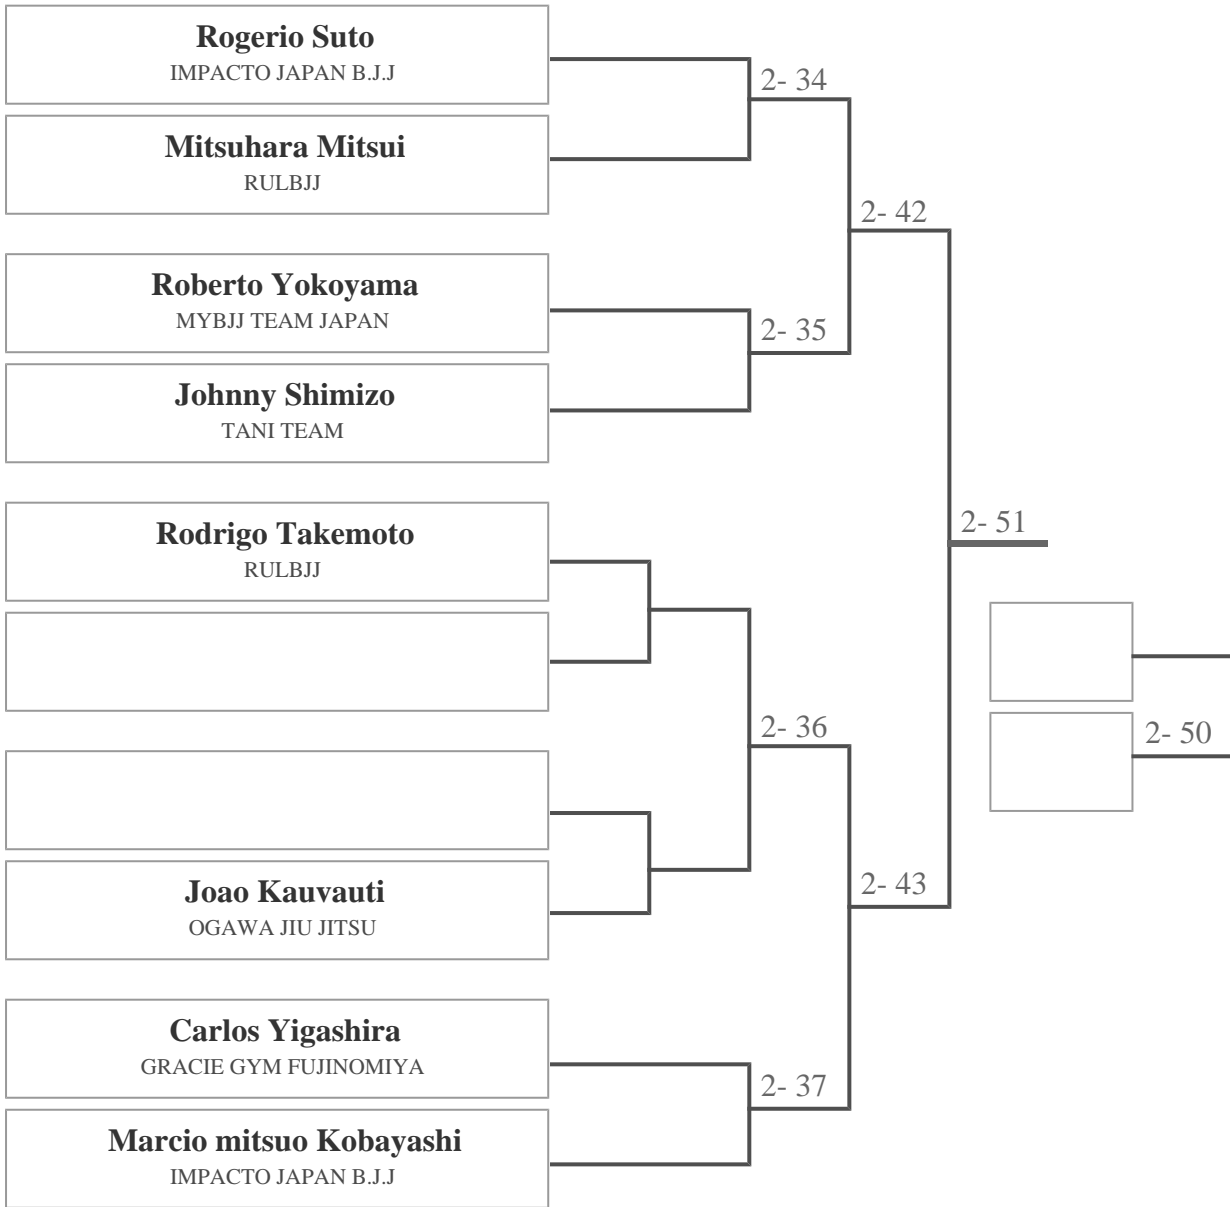 Rogerio Suto
IMPACTO JAPAN B.J.J
2- 34
Mitsuhara Mitsui
RULBJJ
2- 42
Roberto Yokoyama
MYBJJ TEAM JAPAN
2- 35
Johnny Shimizo
TANI TEAM
Rodrigo Takemoto
RULBJJ
2- 51
2- 36
2- 50
Joao Kauvauti
OGAWA JIU JITSU
2- 43
Carlos Yigashira
GRACIE GYM FUJINOMIYA
2- 37
Marcio mitsuo Kobayashi
IMPACTO JAPAN B.J.J